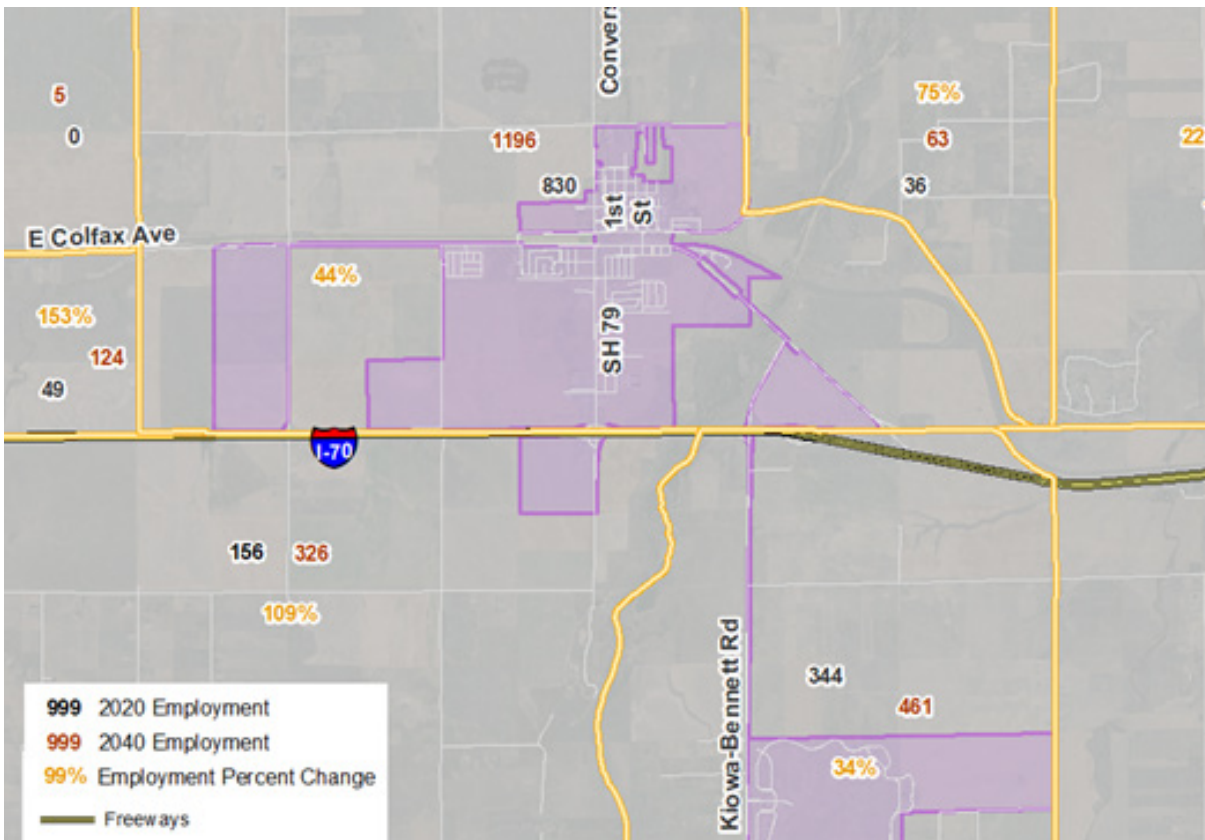 Convers
5
0
1196
830
1st
St
75%
63
36
22
E Colfax Ave
44%
153%
124
49
SH 79
I-70
156 326
109%
Kiowa-Bennett Rd
344
461
34%
999 2020 Employment
999 2040 Employment
99% Employment Percent Change
Freeways